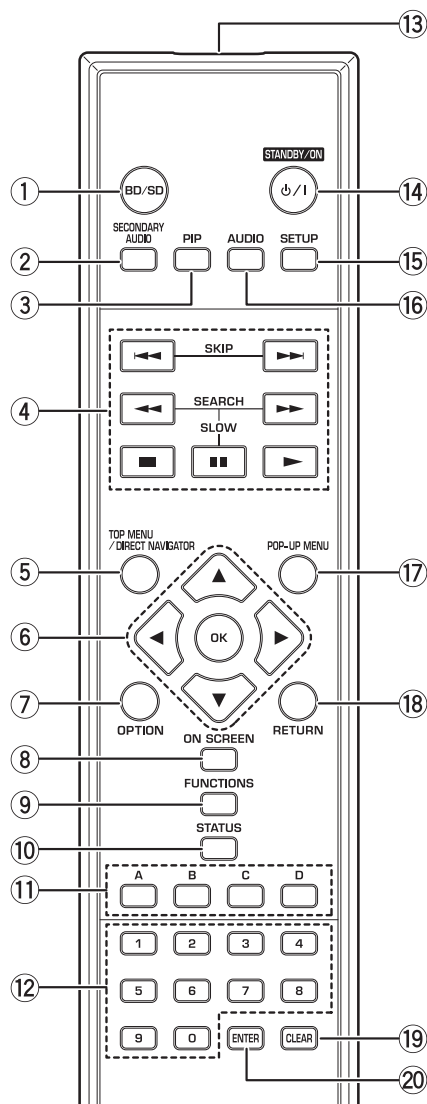 ⑬
STANDBY/ON
① BD/SD ⏻/I ⑭
SECONDARY
AUDIO PIP AUDIO SETUP
② ⑮
③ ⑯
SKIP
④ SEARCH
SLOW
TOP MENU
/DIRECT NAVIGATOR POP-UP MENU
⑤ ⑰
⑥ OK
⑦ ⑱
OPTION RETURN
ON SCREEN
⑧
FUNCTIONS
⑨
STATUS
⑩
⑪ A B C D
1 2 3 4
⑫ 5 6 7 8
9 0 ENTER CLEAR ⑲
⑳